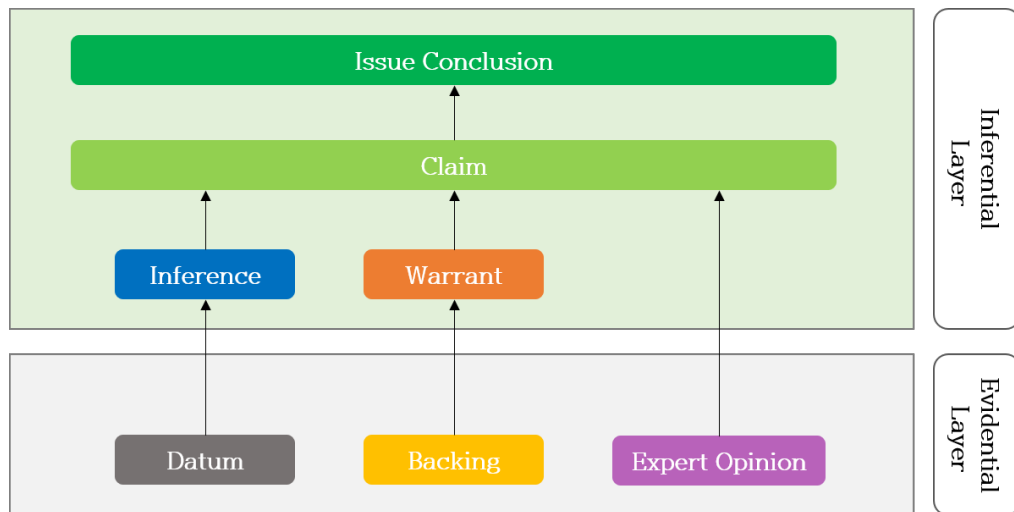 Issue Conclusion
Claim
Inference
Warrant
Datum
Backing
Expert Opinion
Inferential
Layer
Evidential
Layer